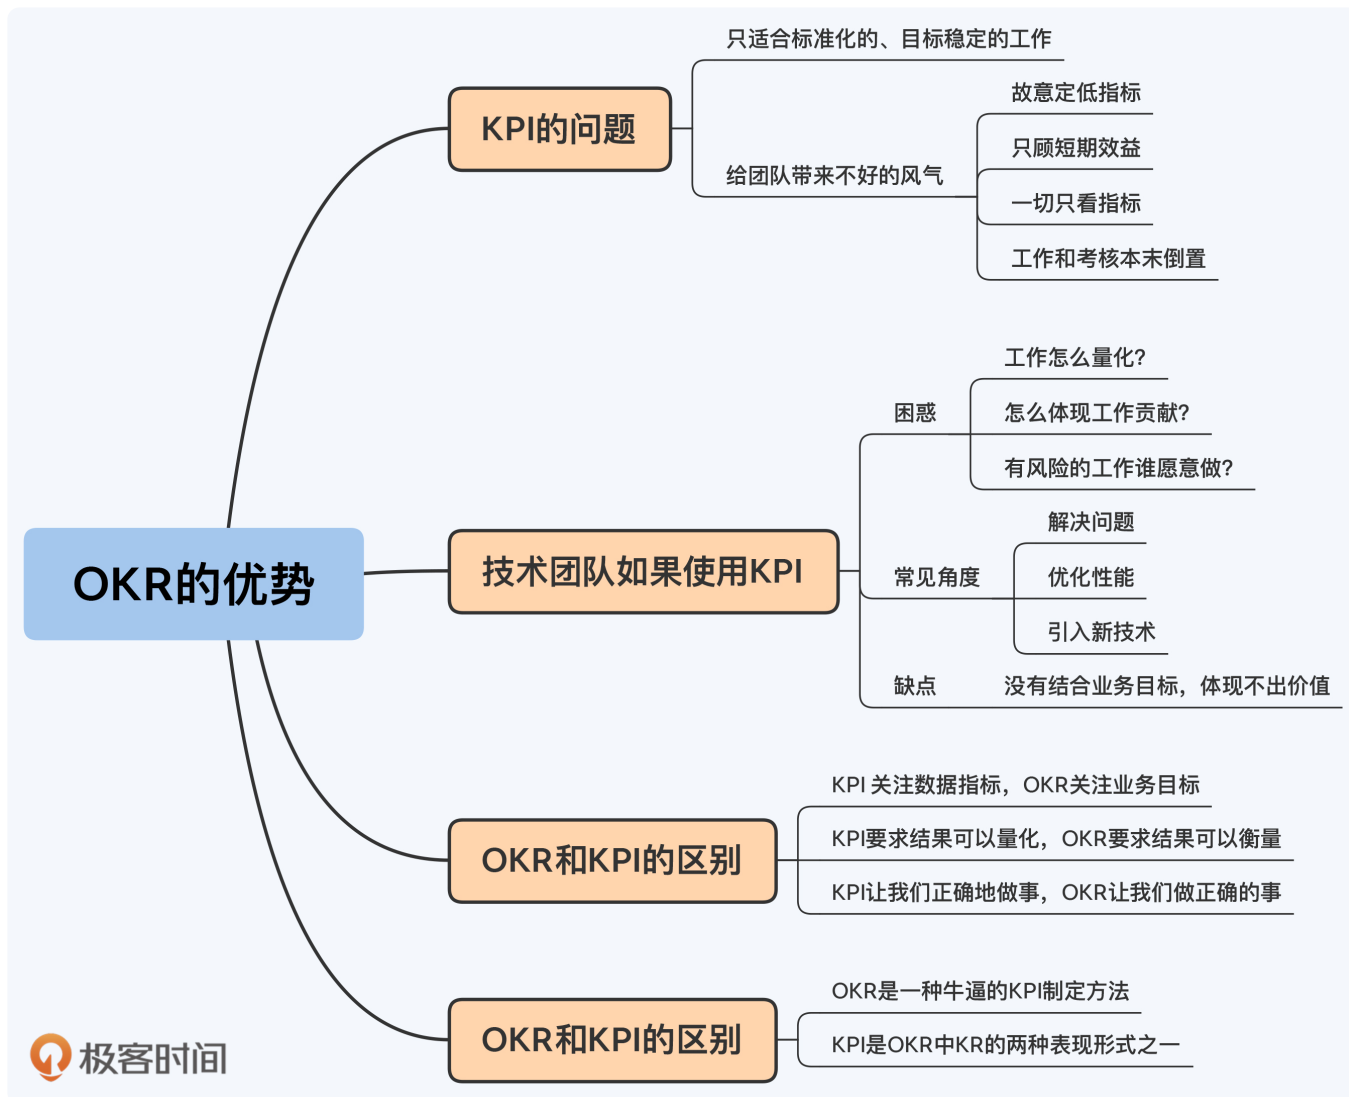 OKR的优势
KPI的问题
只适合标准化的、目标稳定的工作
给团队带来不好的风气
故意定低指标
只顾短期效益
一切只看指标
工作和考核本末倒置
技术团队如果使用KPI
困惑
工作怎么量化?
怎么体现工作贡献?
有风险的工作谁愿意做?
常见角度
解决问题
优化性能
引入新技术
缺点
没有结合业务目标，体现不出价值
OKR和KPI的区别
KPI 关注数据指标，OKR关注业务目标
KPI要求结果可以量化，OKR要求结果可以衡量
KPI让我们正确地做事，OKR让我们做正确的事
OKR和KPI的区别
OKR是一种牛逼的KPI制定方法
KPI是OKR中KR的两种表现形式之一
极客时间